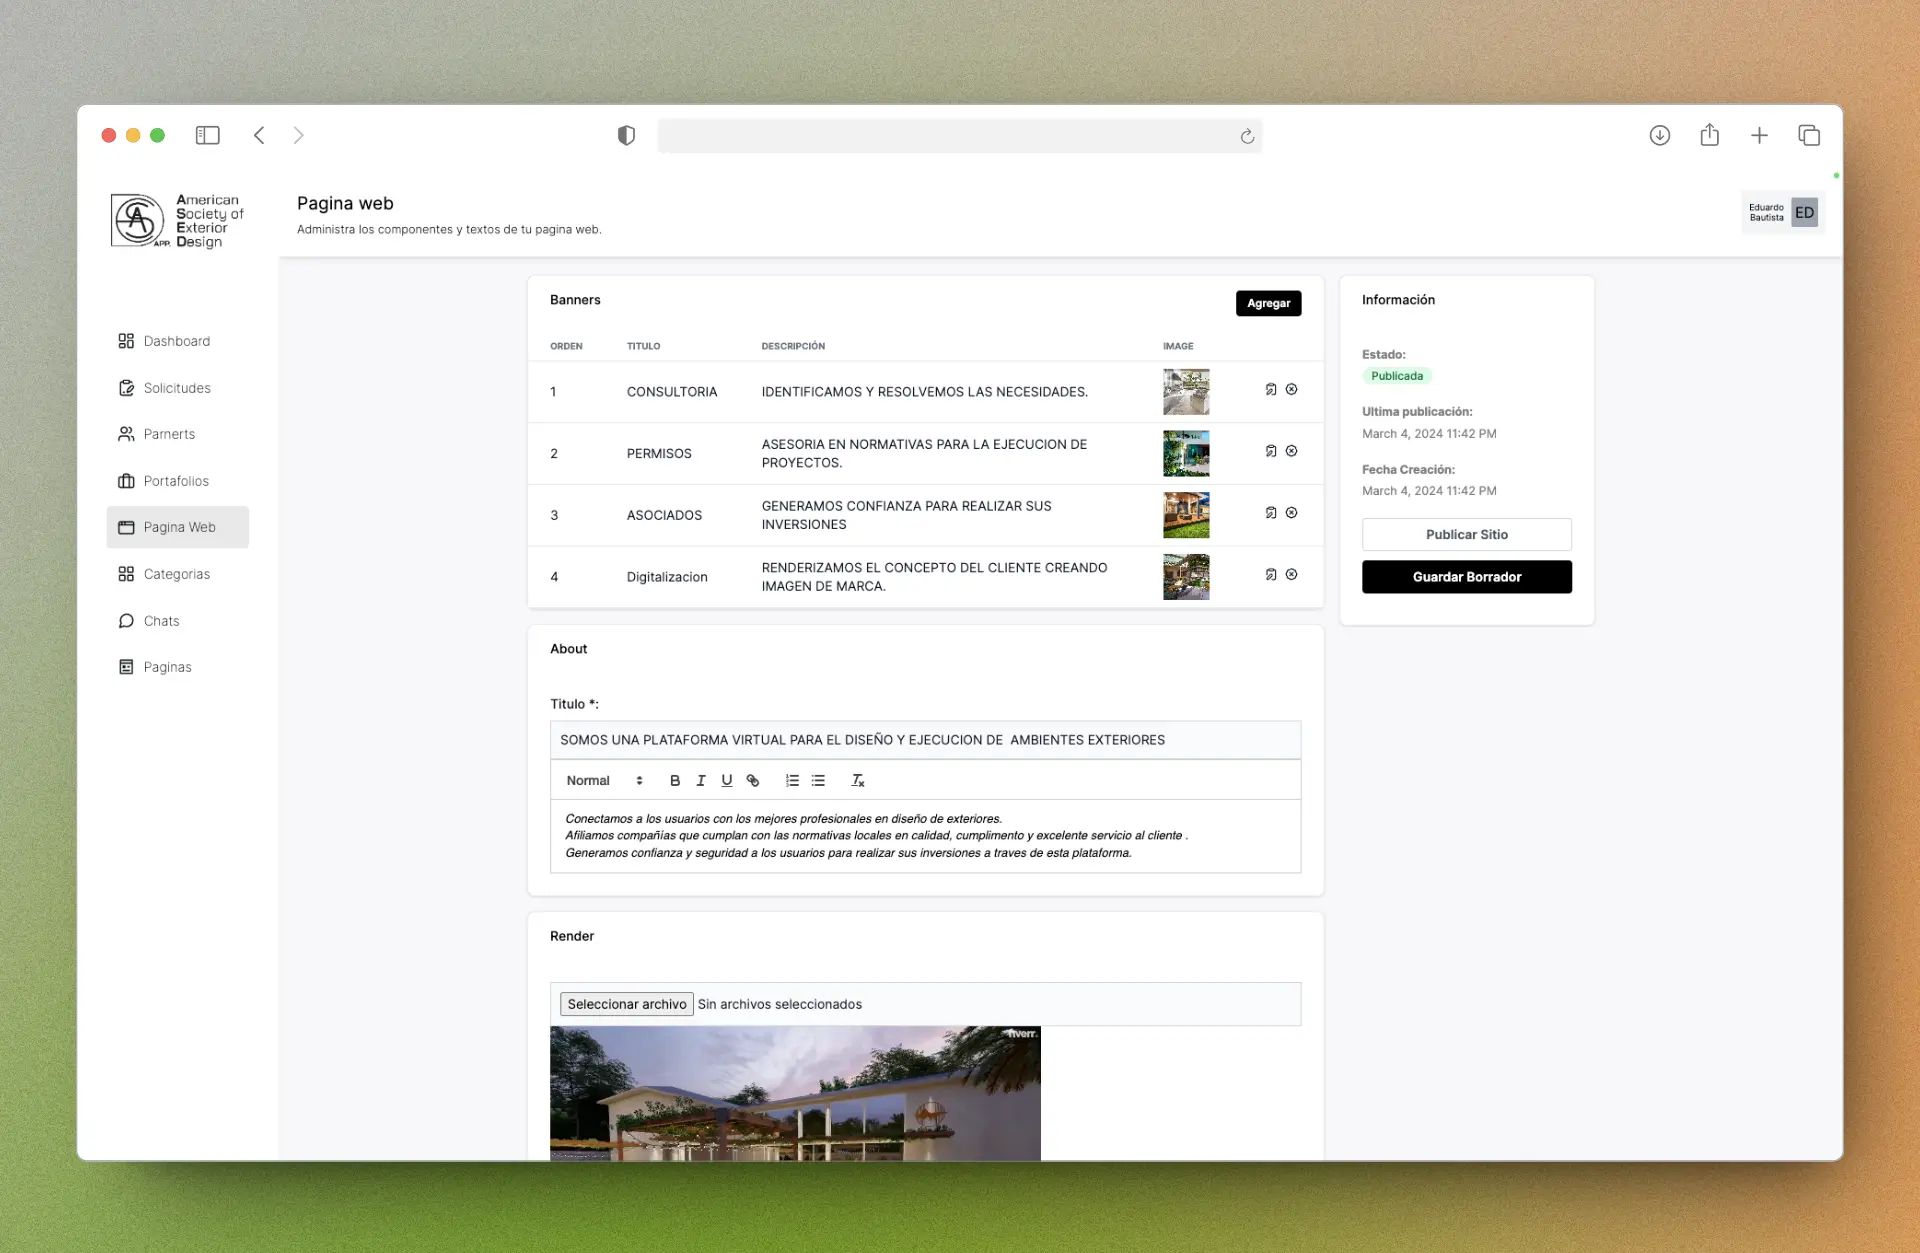 American
Society of
Exterior
Design
APP.
Pagina web
Administra los componentes y textos de tu pagina web.
Eduardo
Bautista
ED
Dashboard
Solicitudes
Parnerts
Portafolios
Pagina Web
Categorias
Chats
Paginas
Banners
Agregar
ORDEN TITULO DESCRIPCIÓN IMAGE
1 CONSULTORIA IDENTIFICAMOS Y RESOLVEMOS LAS NECESIDADES.
2 PERMISOS ASESORIA EN NORMATIVAS PARA LA EJECUCION DE
PROYECTOS.
3 ASOCIADOS GENERAMOS CONFIANZA PARA REALIZAR SUS
INVERSIONES
4 Digitalizacion RENDERIZAMOS EL CONCEPTO DEL CLIENTE CREANDO
IMAGEN DE MARCA.
Información
Estado:
Publicada
Ultima publicación:
March 4, 2024 11:42 PM
Fecha Creación:
March 4, 2024 11:42 PM
Publicar Sitio
Guardar Borrador
About
Titulo *:
SOMOS UNA PLATAFORMA VIRTUAL PARA EL DISEÑO Y EJECUCION DE  AMBIENTES EXTERIORES
Normal
Conectamos a los usuarios con los mejores profesionales en diseño de exteriores.
Afiliamos compañías que cumplan con las normativas locales en calidad, cumplimento y excelente servicio al cliente .
Generamos confianza y seguridad a los usuarios para realizar sus inversiones a traves de esta plataforma.
Render
Seleccionar archivo Sin archivos seleccionados
fiverr.